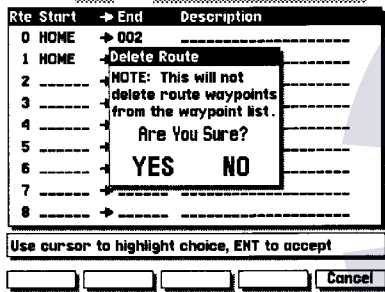 Rte Start → End Description
0 HOME → 002
1 HOME →
Delete Route
NOTE: This will not
delete route waypoints
from the waypoint list.
Are You Sure?
YES NO
2
3
4
5
6
7 →
8 →
Use cursor to highlight choice, ENT to accept
Cancel